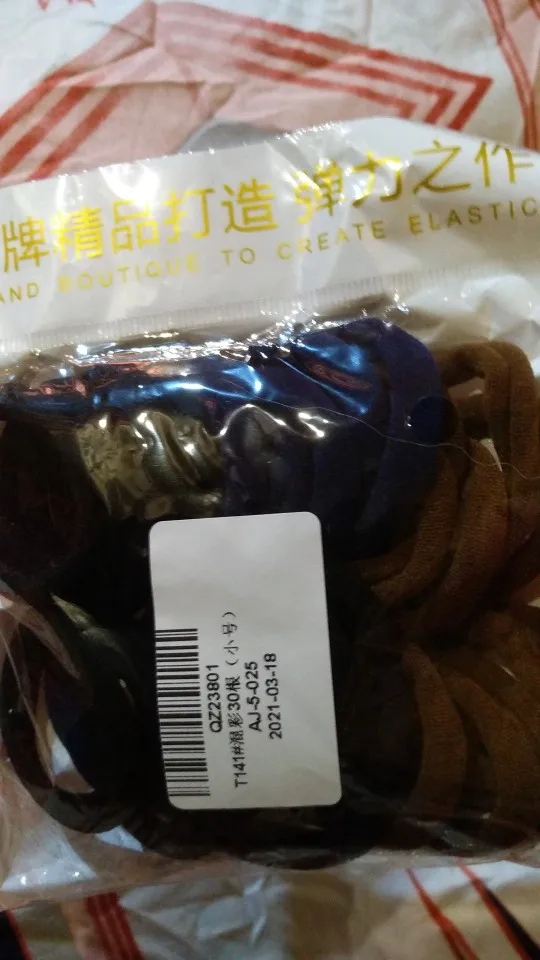 牌精品打造 弹力之作
AND BOUTIQUE TO CREATE ELASTIC
QZ23801
T141#混彩30根（小号）
AJ-5-025
2021-03-18